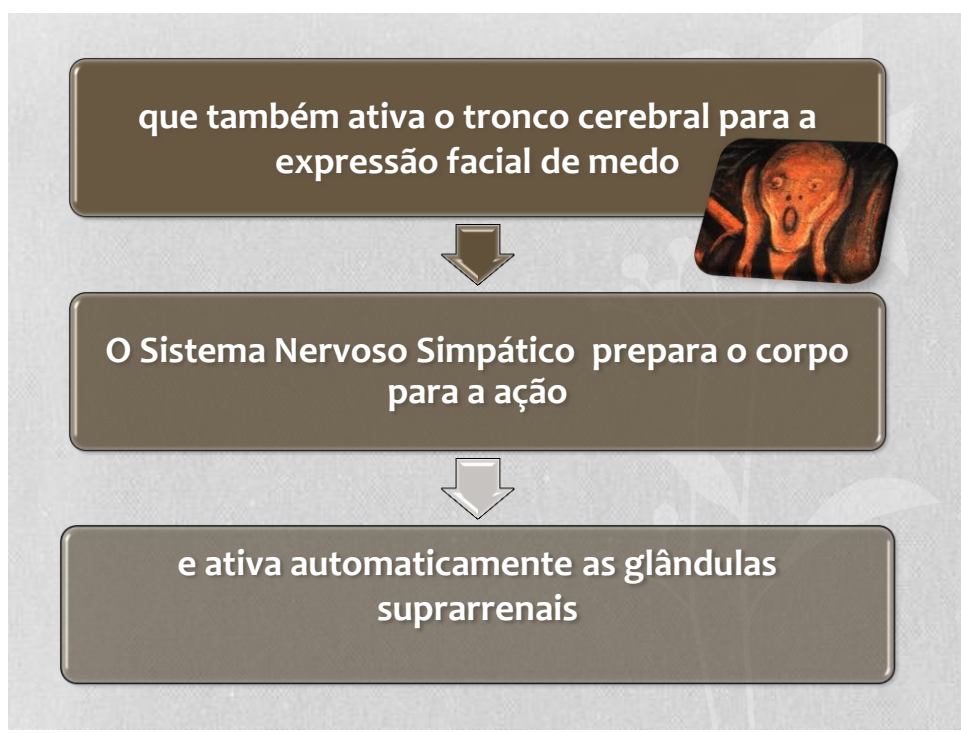 que também ativa o tronco cerebral para a
expressão facial de medo
O Sistema Nervoso Simpático  prepara o corpo
para a ação
e ativa automaticamente as glândulas
suprarrenais